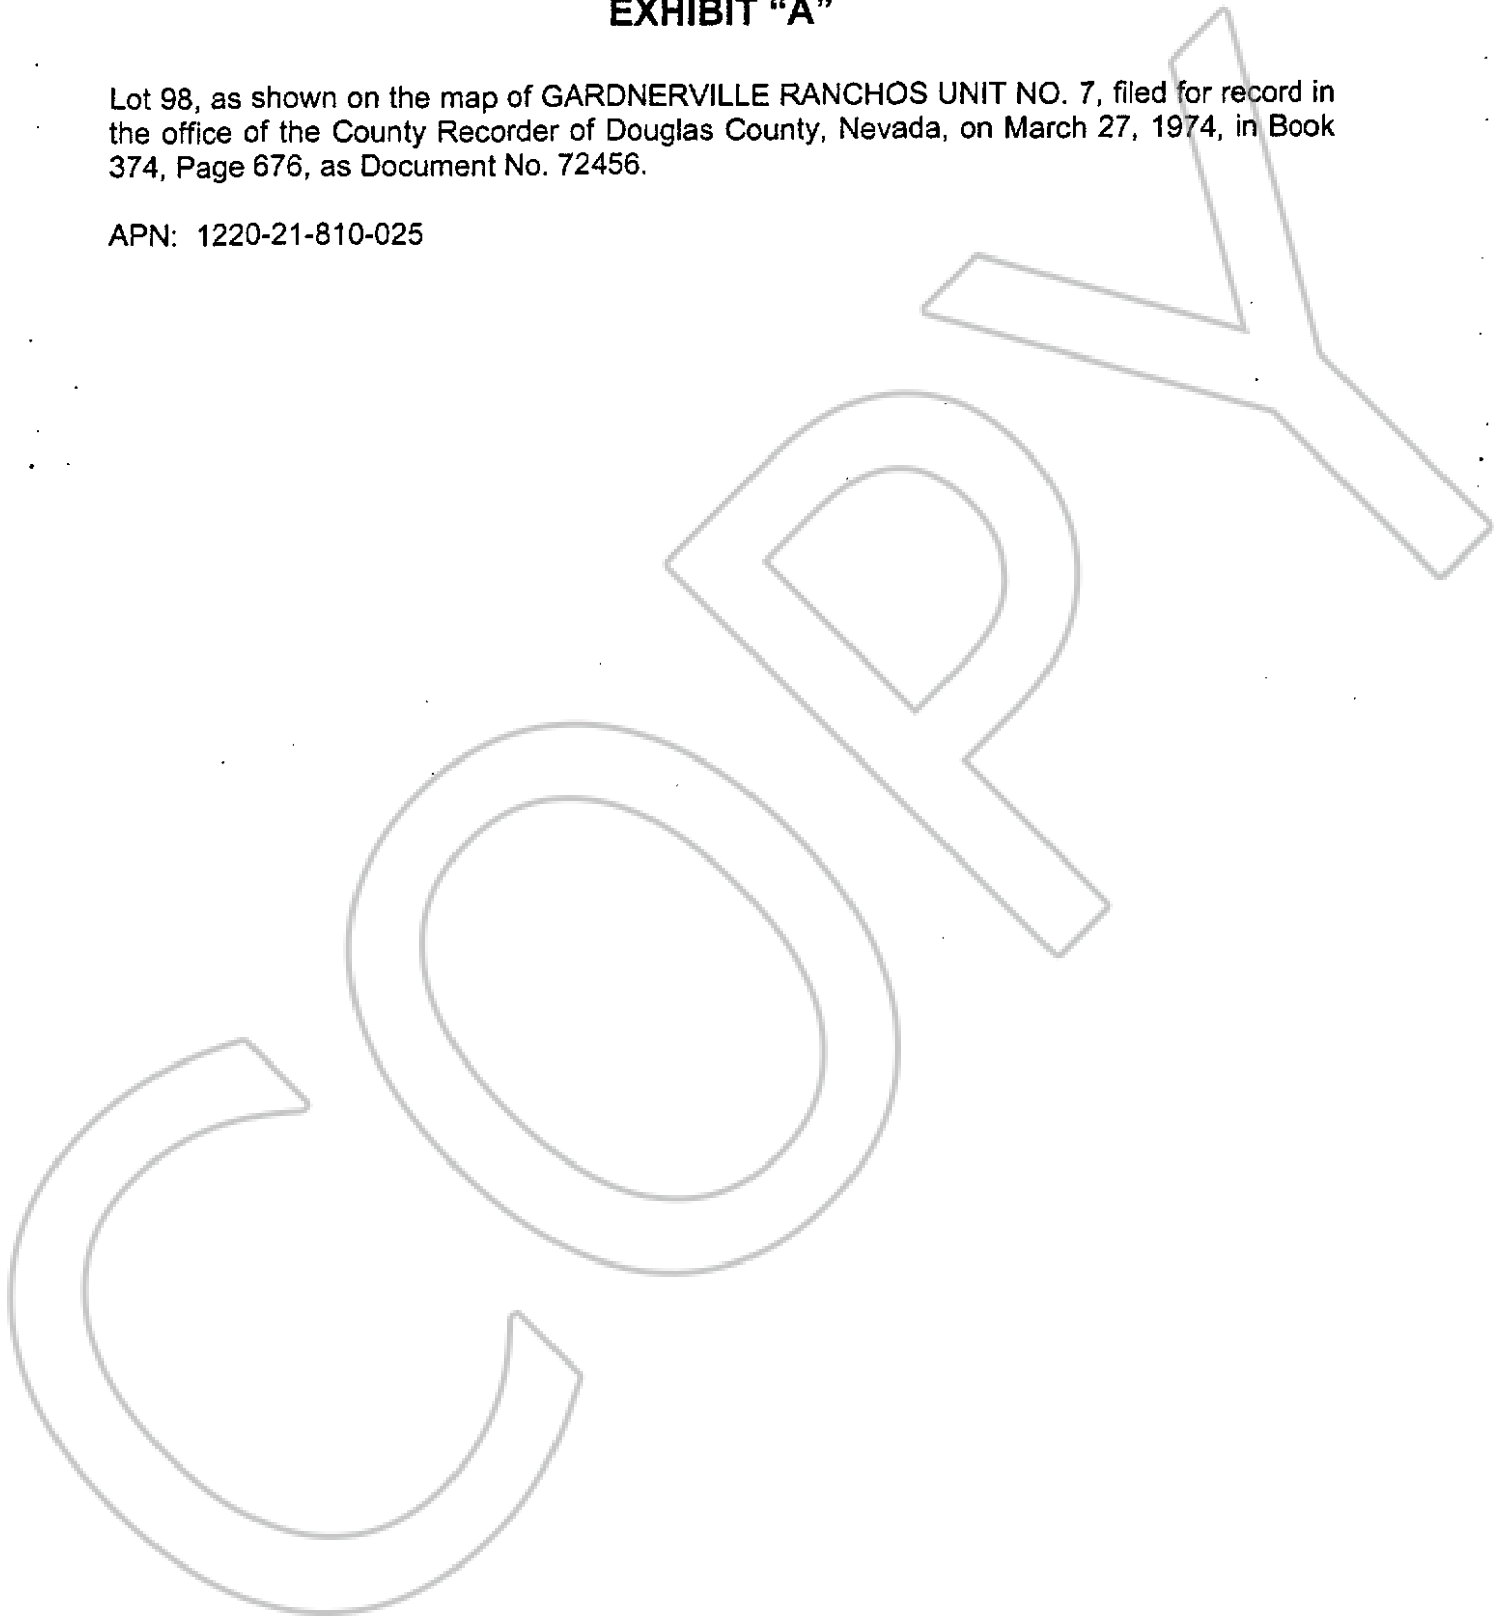 EXHIBIT "A"
Lot 98, as shown on the map of GARDNERVILLE RANCHOS UNIT NO. 7, filed for record in
the office of the County Recorder of Douglas County, Nevada, on March 27, 1974, in Book
374, Page 676, as Document No. 72456.
APN: 1220-21-810-025
COPY